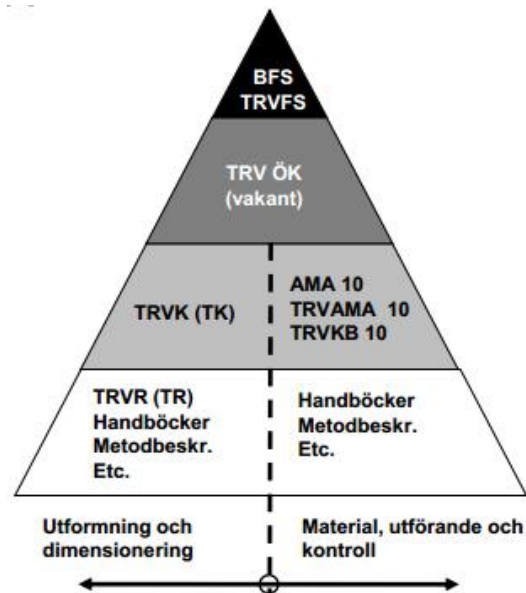 BFS
TRVFS
TRV ÖK
(vakant)
TRVK (TK)
AMA 10
TRVAMA 10
TRVKB 10
TRVR (TR)
Handböcker
Metodbeskr.
Etc.
Handböcker
Metodbeskr.
Etc.
Utformning och
dimensionering
Material, utförande och
kontroll